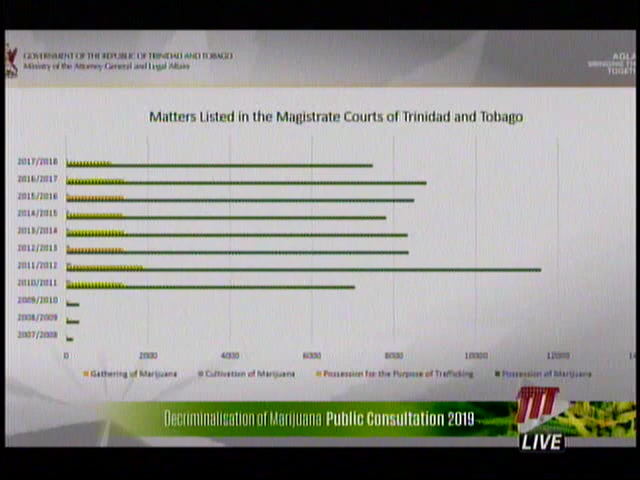 GOVERNMENT OF THE REPUBLIC OF TRINIDAD AND TOBAGO
Ministry of the Attorney General and Legal Affairs
AGLA
BRINGING TH
TOGETH
Matters Listed in the Magistrate Courts of Trinidad and Tobago
2017/2018
2016/2017
2015/2016
2014/2015
2013/2014
2012/2013
2011/2012
2010/2011
2009/2010
2008/2009
2007/2008
0 2000 4000 6000 8000 10000 12000
Gathering of Marijuana Cultivation of Marijuana Possession for the Purpose of Trafficking Possession of Marijuana
Decriminalisation of Marijuana Public Consultation 2019
LIVE